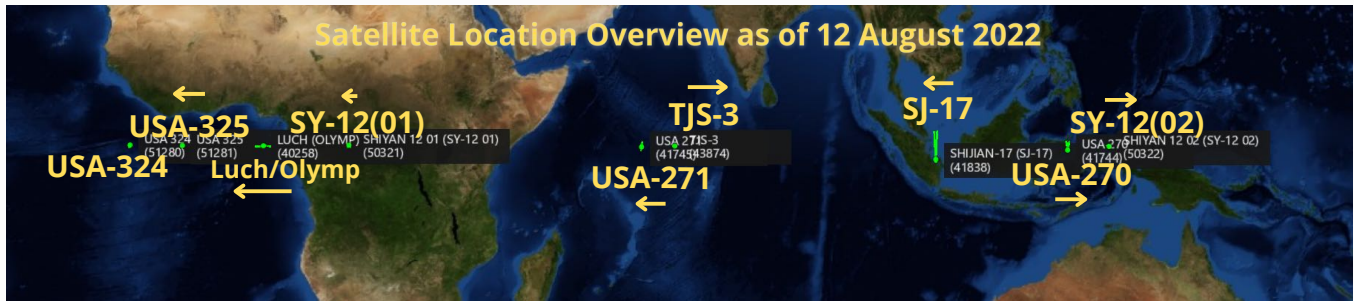 Satellite Location Overview as of 12 August 2022
USA-325
SY-12(01)
TJS-3
SJ-17
SY-12(02)
USA 324
(51280)
USA 325
(51281)
LUCH (OLYMP)
(40258)
SHIYAN 12 01 (SY-12 01)
(50321)
USA 271
(41745)
TJS-3
(43874)
SHIJIAN-17 (SJ-17)
(41838)
USA-270
(41744)
SHIYAN 12 02 (SY-12 02)
(50322)
USA-324
Luch/Olymp
USA-271
USA-270